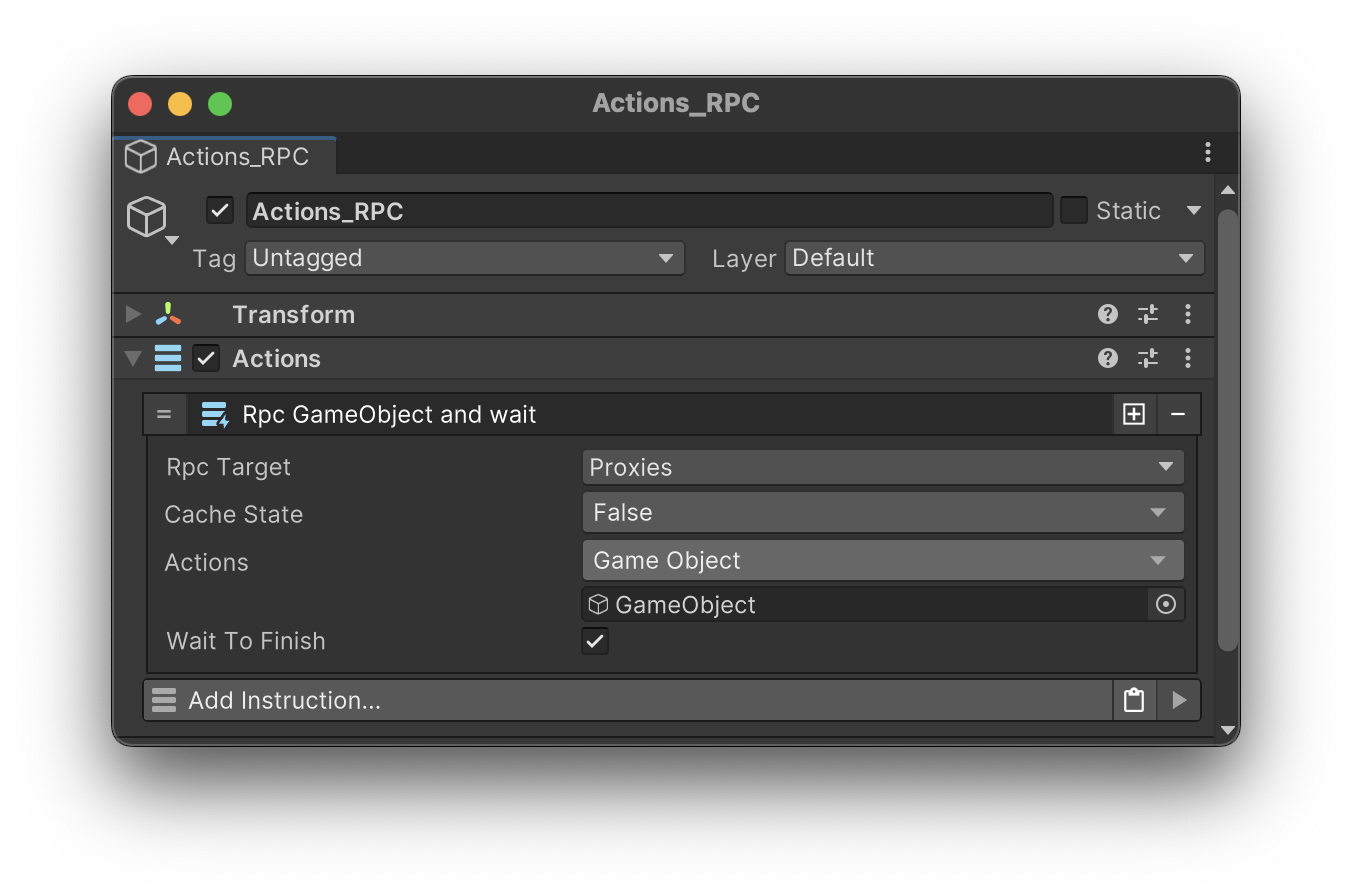 Actions_RPC
Actions_RPC
Actions_RPC Static
Tag Untagged Layer Default
Transform
Actions
= Rpc GameObject and wait
Rpc Target Proxies
Cache State False
Actions Game Object
GameObject
Wait To Finish
Add Instruction...